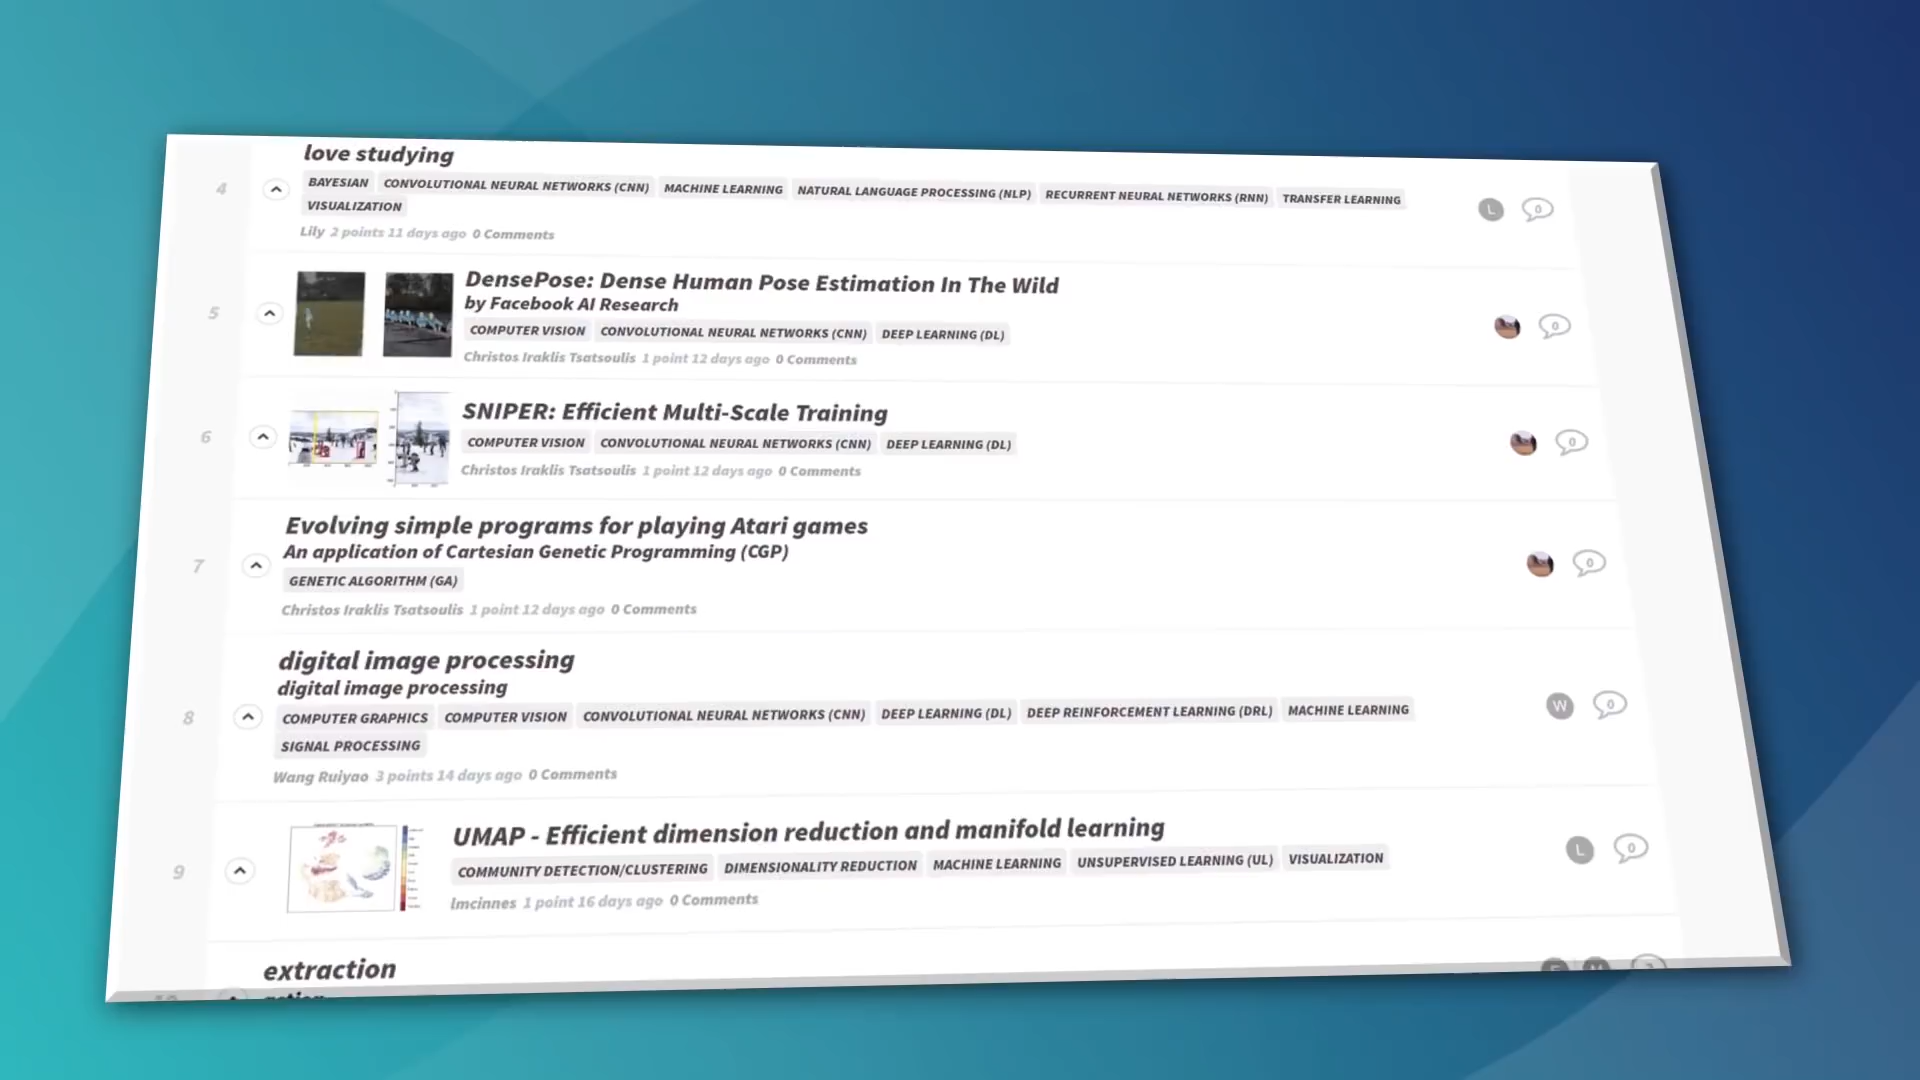 love studying
4
BAYESIAN CONVOLUTIONAL NEURAL NETWORKS (CNN) MACHINE LEARNING NATURAL LANGUAGE PROCESSING (NLP) RECURRENT NEURAL NETWORKS (RNN) TRANSFER LEARNING
L 0
VISUALIZATION
Lily 2 points 11 days ago 0 Comments
5
DensePose: Dense Human Pose Estimation In The Wild
by Facebook AI Research
COMPUTER VISION CONVOLUTIONAL NEURAL NETWORKS (CNN) DEEP LEARNING (DL)
0
Christos Iraklis Tsatsoulis 1 point 12 days ago 0 Comments
6
SNIPER: Efficient Multi-Scale Training
COMPUTER VISION CONVOLUTIONAL NEURAL NETWORKS (CNN) DEEP LEARNING (DL)
0
Christos Iraklis Tsatsoulis 1 point 12 days ago 0 Comments
Evolving simple programs for playing Atari games
An application of Cartesian Genetic Programming (CGP)
7
0
GENETIC ALGORITHM (GA)
Christos Iraklis Tsatsoulis 1 point 12 days ago 0 Comments
digital image processing
digital image processing
8
COMPUTER GRAPHICS COMPUTER VISION CONVOLUTIONAL NEURAL NETWORKS (CNN) DEEP LEARNING (DL) DEEP REINFORCEMENT LEARNING (DRL) MACHINE LEARNING
W 0
SIGNAL PROCESSING
Wang Ruiyao 3 points 14 days ago 0 Comments
UMAP - Efficient dimension reduction and manifold learning
9
COMMUNITY DETECTION/CLUSTERING DIMENSIONALITY REDUCTION MACHINE LEARNING UNSUPERVISED LEARNING (UL) VISUALIZATION
L 0
lmcinnes 1 point 16 days ago 0 Comments
extraction